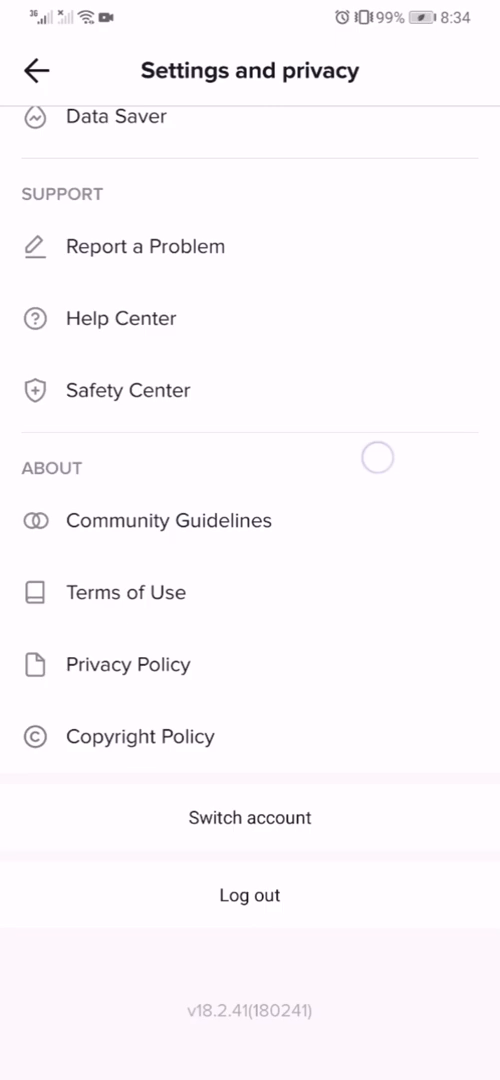 3G 99% 8:34
Settings and privacy
Data Saver
SUPPORT
Report a Problem
Help Center
Safety Center
ABOUT
Community Guidelines
Terms of Use
Privacy Policy
Copyright Policy
Switch account
Log out
v18.2.41(180241)